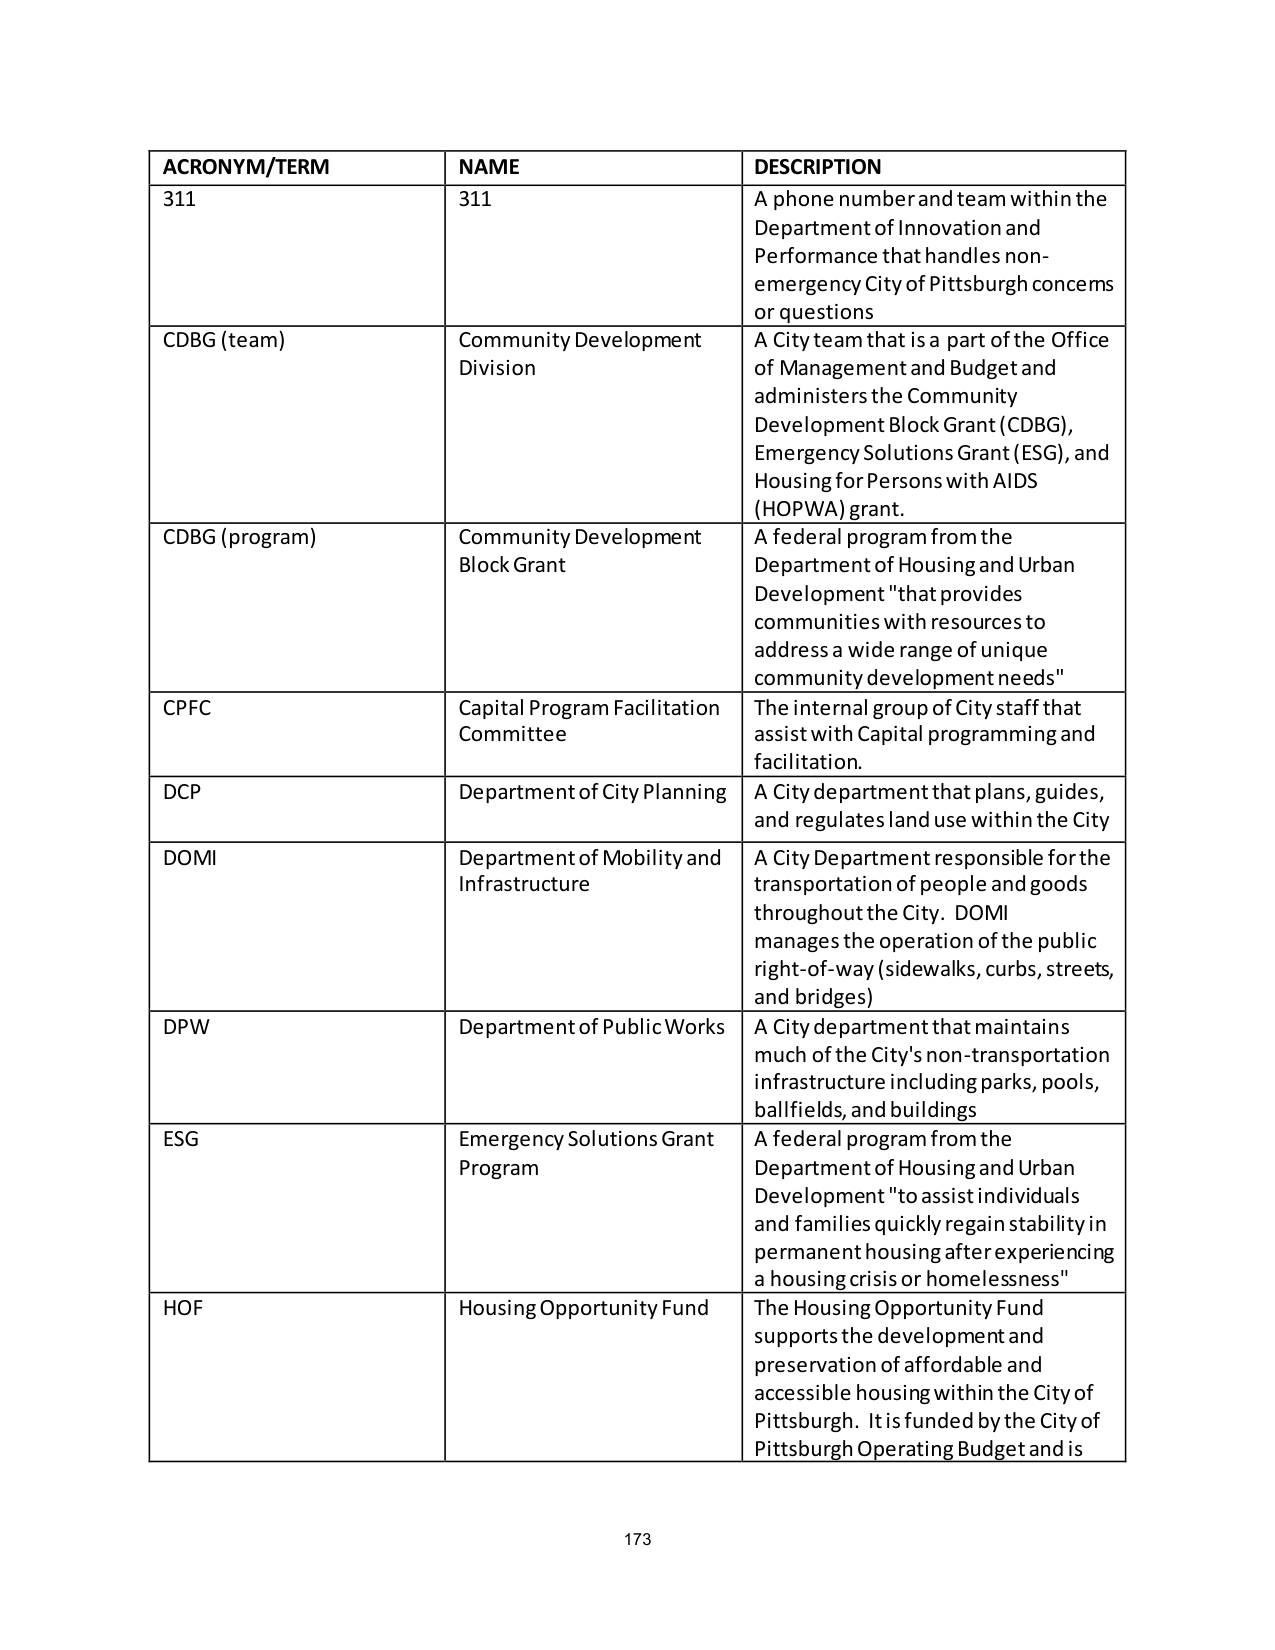 ACRONYM/TERM NAME DESCRIPTION
311 311 A phone number and team within the
Department of Innovation and
Performance that handles non-
emergency City of Pittsburgh concerns
or questions
CDBG (team) Community Development A City team that is a part of the Office
Division of Management and Budget and
administers the Community
Development Block Grant (CDBG),
Emergency Solutions Grant (ESG), and
Housing for Persons with AIDS
(HOPWA) grant.
CDBG (program) Community Development A federal program from the
Block Grant Department of Housing and Urban
Development "that provides
communities with resources to
address a wide range of unique
community development needs"
CPFC Capital Program Facilitation The internal group of City staff that
Committee assist with Capital programming and
facilitation.
DCP Department of City Planning A City department that plans, guides,
and regulates land use within the City
DOMI Department of Mobility and A City Department responsible for the
Infrastructure transportation of people and goods
throughout the City. DOMI
manages the operation of the public
right-of-way (sidewalks, curbs, streets,
and bridges)
DPW Department of Public Works A City department that maintains
much of the City's non-transportation
infrastructure including parks, pools,
ballfields, and buildings
ESG Emergency Solutions Grant A federal program from the
Program Department of Housing and Urban
Development "to assist individuals
and families quickly regain stability in
permanent housing after experiencing
a housing crisis or homelessness"
HOF Housing Opportunity Fund The Housing Opportunity Fund
supports the development and
preservation of affordable and
accessible housing within the City of
Pittsburgh. It is funded by the City of
Pittsburgh Operating Budget and is
173